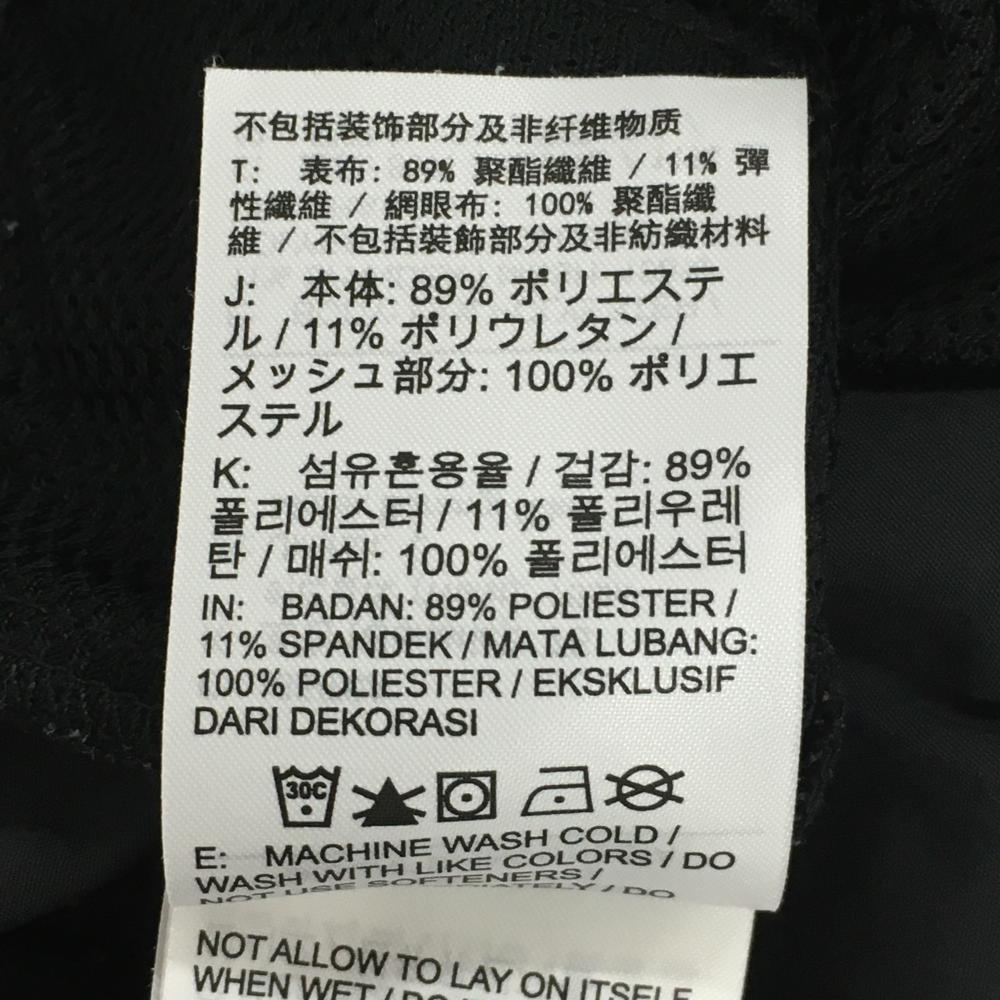 不包括装饰部分及非纤维物质
T: 表布: 89% 聚酯纖維 / 11% 彈
性纖維 / 網眼布: 100% 聚酯纖
維 / 不包括裝飾部分及非紡織材料
J: 本体: 89% ポリエステ
ル / 11% ポリウレタン /
メッシュ部分: 100% ポリエ
ステル
K: 섬유혼용율 / 겉감: 89%
폴리에스터 / 11% 폴리우레
탄 / 매쉬: 100% 폴리에스터
IN: BADAN: 89% POLIESTER /
11% SPANDEK / MATA LUBANG:
100% POLIESTER / EKSKLUSIF
DARI DEKORASI
30C
E: MACHINE WASH COLD /
WASH WITH LIKE COLORS / DO
NOT USE SOFTENERS /
/ DO
NOT ALLOW TO LAY ON ITSELF
WHEN WET / DO